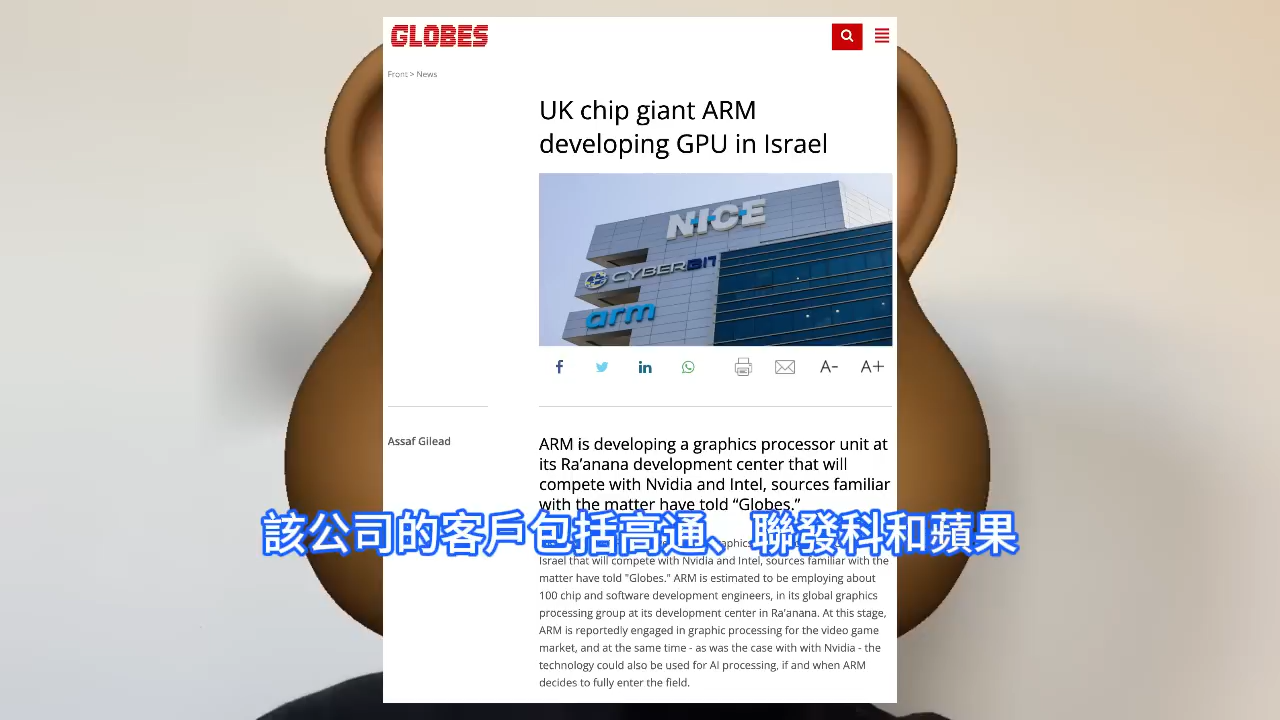 GLOBES
Front > News
UK chip giant ARM
developing GPU in Israel
NICE
CYBERBIT
arm
A-
A+
Assaf Gilead
ARM is developing a graphics processor unit at
its Ra’anana development center that will
compete with Nvidia and Intel, sources familiar
with the matter have told “Globes.”
該公司的客戶包括高通、聯發科和蘋果
graphics
Israel that will compete with Nvidia and Intel, sources familiar with the
matter have told "Globes." ARM is estimated to be employing about
100 chip and software development engineers, in its global graphics
processing group at its development center in Ra'anana. At this stage,
ARM is reportedly engaged in graphic processing for the video game
market, and at the same time - as was the case with with Nvidia - the
technology could also be used for AI processing, if and when ARM
decides to fully enter the field.